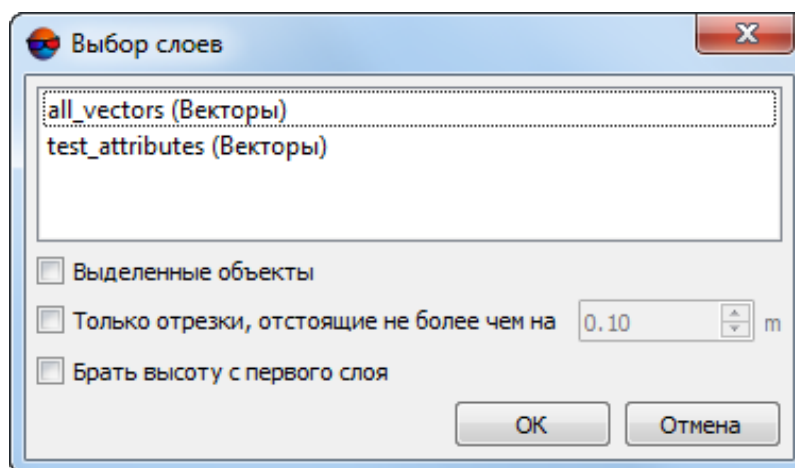 Выбор слоев
all_vectors (Векторы)
test_attributes (Векторы)
Выделенные объекты
Только отрезки, отстоящие не более чем на 0.10 m
Брать высоту с первого слоя
OK Отмена